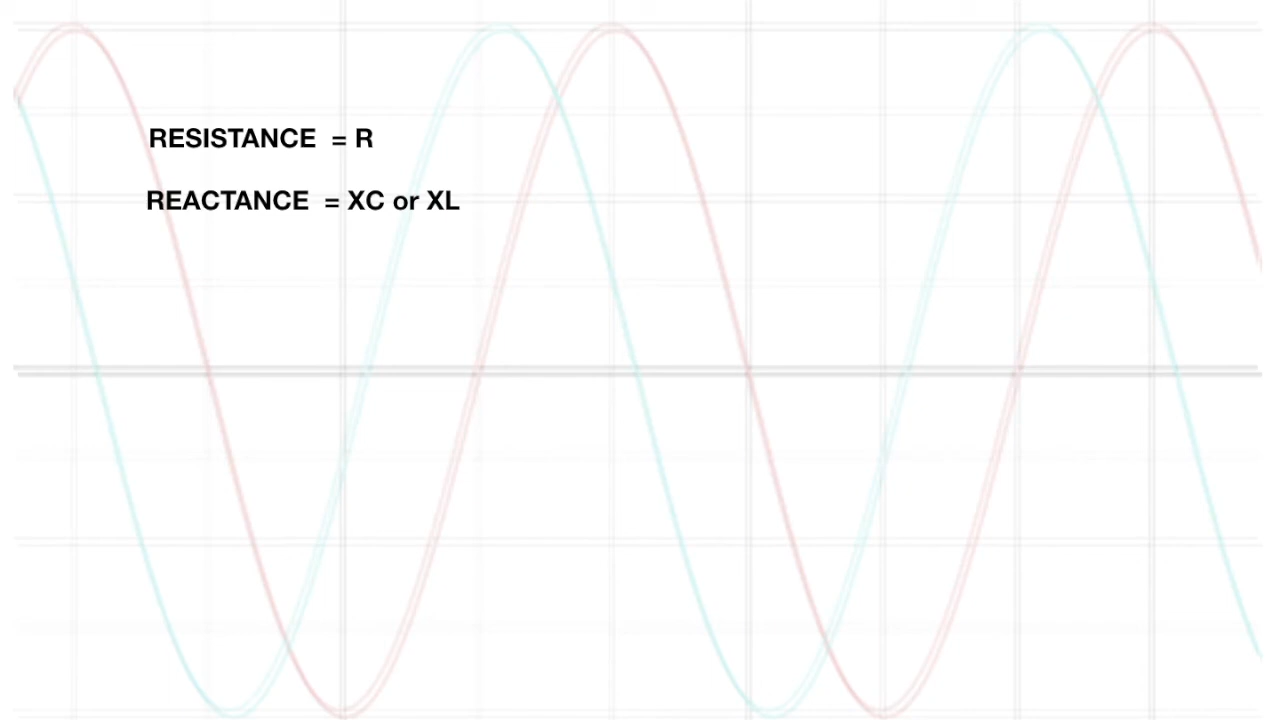 RESISTANCE = R
REACTANCE = XC or XL